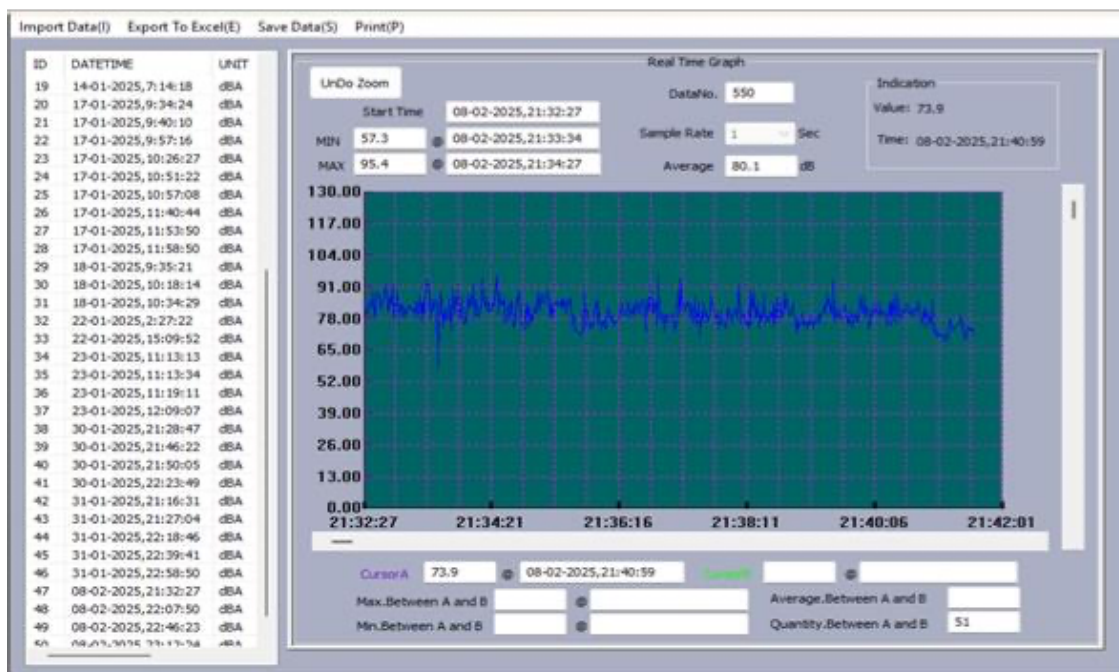 Import Data(I) Export To Excel(E) Save Data(S) Print(P)
ID DATETIME UNIT
19 14-01-2025,7:14:18 dBA
20 17-01-2025,9:34:24 dBA
21 17-01-2025,9:40:10 dBA
22 17-01-2025,9:57:16 dBA
23 17-01-2025,10:26:27 dBA
24 17-01-2025,10:51:22 dBA
25 17-01-2025,10:57:08 dBA
26 17-01-2025,11:40:44 dBA
27 17-01-2025,11:53:50 dBA
28 17-01-2025,11:58:50 dBA
29 18-01-2025,9:35:21 dBA
30 18-01-2025,10:18:14 dBA
31 18-01-2025,10:34:29 dBA
32 22-01-2025,2:27:22 dBA
33 22-01-2025,15:09:52 dBA
34 23-01-2025,11:13:13 dBA
35 23-01-2025,11:13:34 dBA
36 23-01-2025,11:19:11 dBA
37 23-01-2025,12:09:07 dBA
38 30-01-2025,21:28:47 dBA
39 30-01-2025,21:46:22 dBA
40 30-01-2025,21:50:05 dBA
41 30-01-2025,22:23:49 dBA
42 31-01-2025,21:16:31 dBA
43 31-01-2025,21:27:04 dBA
44 31-01-2025,22:18:46 dBA
45 31-01-2025,22:39:41 dBA
46 31-01-2025,22:58:50 dBA
47 08-02-2025,21:32:27 dBA
48 08-02-2025,22:07:50 dBA
49 08-02-2025,22:46:23 dBA
Real Time Graph
UnDo Zoom
DataNo. 550
Start Time 08-02-2025,21:32:27
MIN 57.3 @ 08-02-2025,21:33:34
Sample Rate 1 Sec
MAX 95.4 @ 08-02-2025,21:34:27
Average 80.1 dB
Indication
Value: 73.9
Time: 08-02-2025,21:40:59
130.00
117.00
104.00
91.00
78.00
65.00
52.00
39.00
26.00
13.00
0.00
21:32:27 21:34:21 21:36:16 21:38:11 21:40:06 21:42:01
CursorA 73.9 @ 08-02-2025,21:40:59 CursorB @
Max.Between A and B @ Average.Between A and B
Min.Between A and B @ Quantity.Between A and B 51